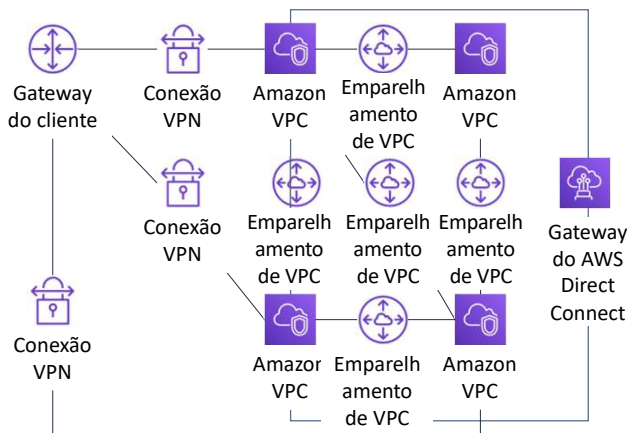 Gateway
do cliente
Conexão
VPN
Amazon
VPC
Emparelh
amento
de VPC
Amazon
VPC
Conexão
VPN
Emparelh
amento
de VPC
Emparelh
amento
de VPC
Emparelh
amento
de VPC
Gateway
do AWS
Direct
Connect
Conexão
VPN
Amazon
VPC
Emparelh
amento
de VPC
Amazon
VPC